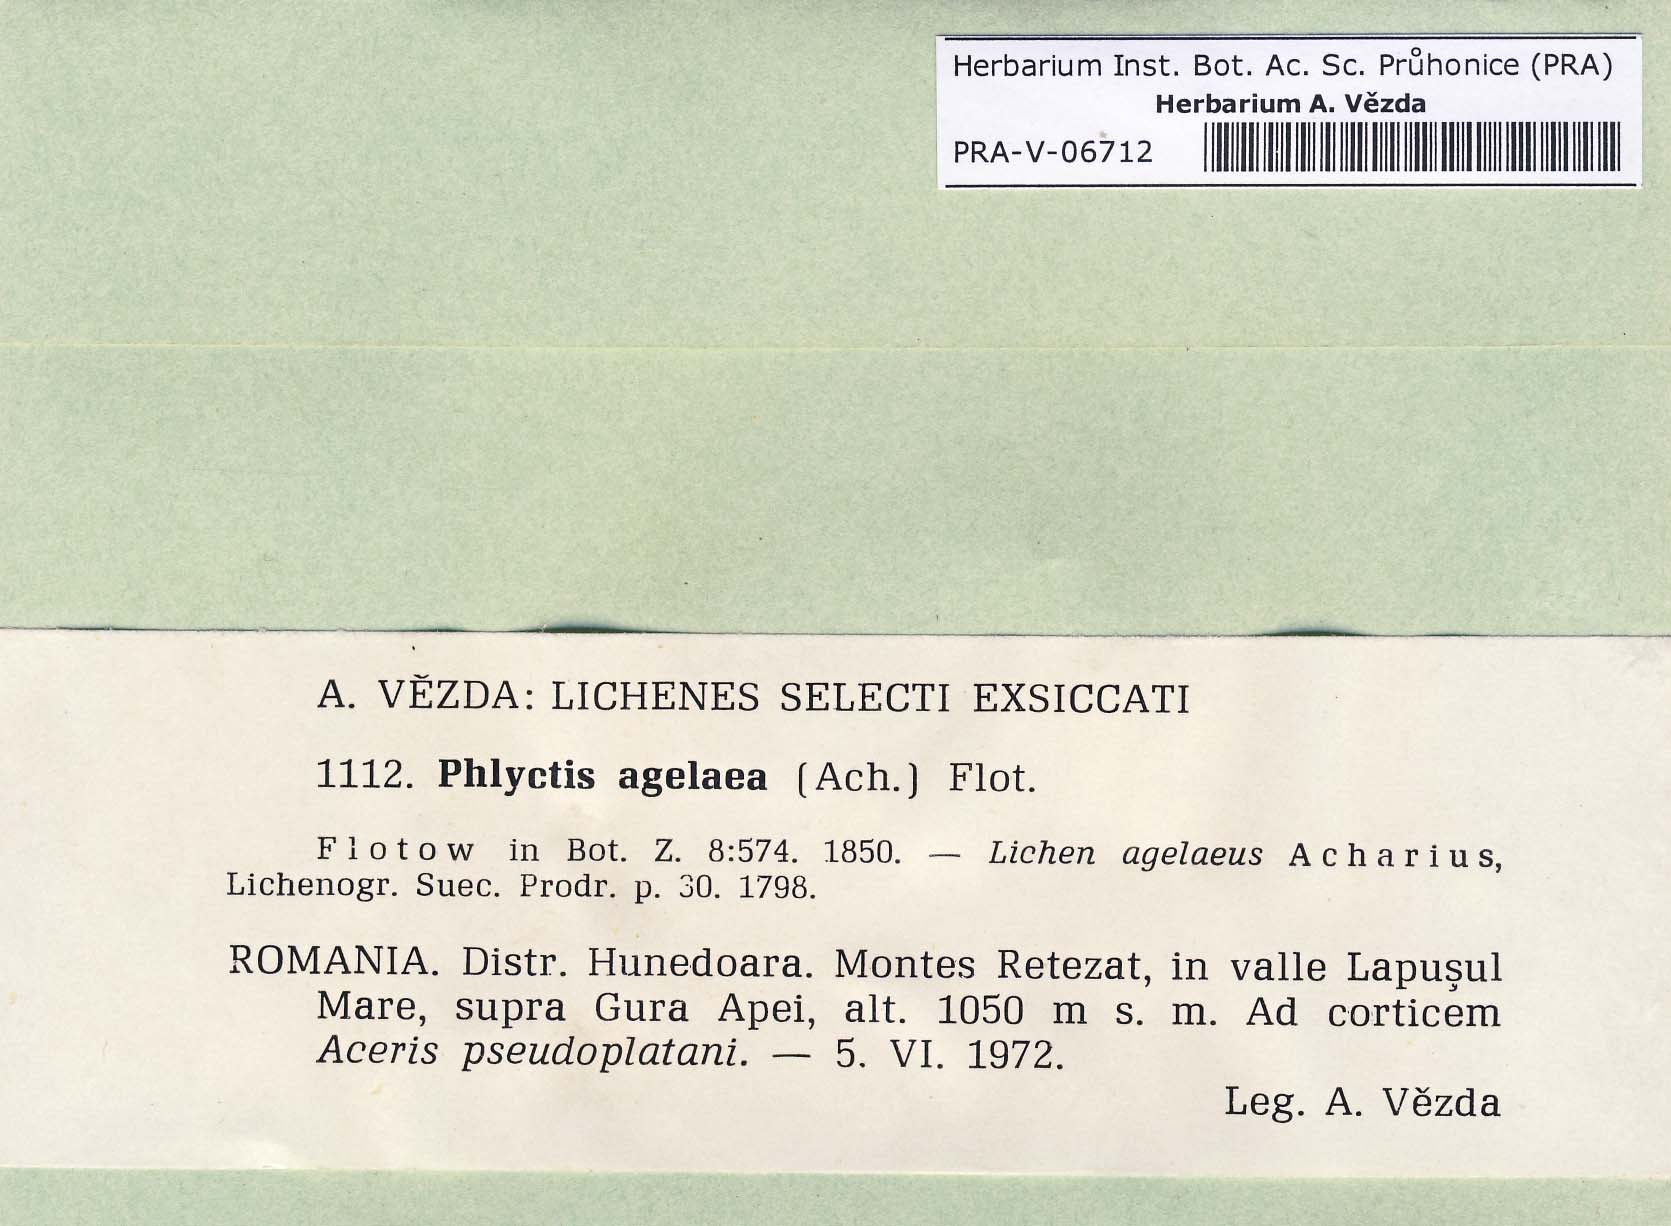 Herbarium Inst. Bot. Ac. Sc. Průhonice (PRA)
Herbarium A. Vězda
PRA-V-06712
A. VĚZDA: LICHENES SELECTI EXSICCATI
1112. Phlyctis agelaea (Ach.) Flot.
Flotow in Bot. Z. 8:574. 1850. — Lichen agelaeus Acharius,
Lichenogr. Suec. Prodr. p. 30. 1798.
ROMANIA. Distr. Hunedoara. Montes Retezat, in valle Lapușul
Mare, supra Gura Apei, alt. 1050 m s. m. Ad corticem
Aceris pseudoplatani. — 5. VI. 1972.
Leg. A. Vězda